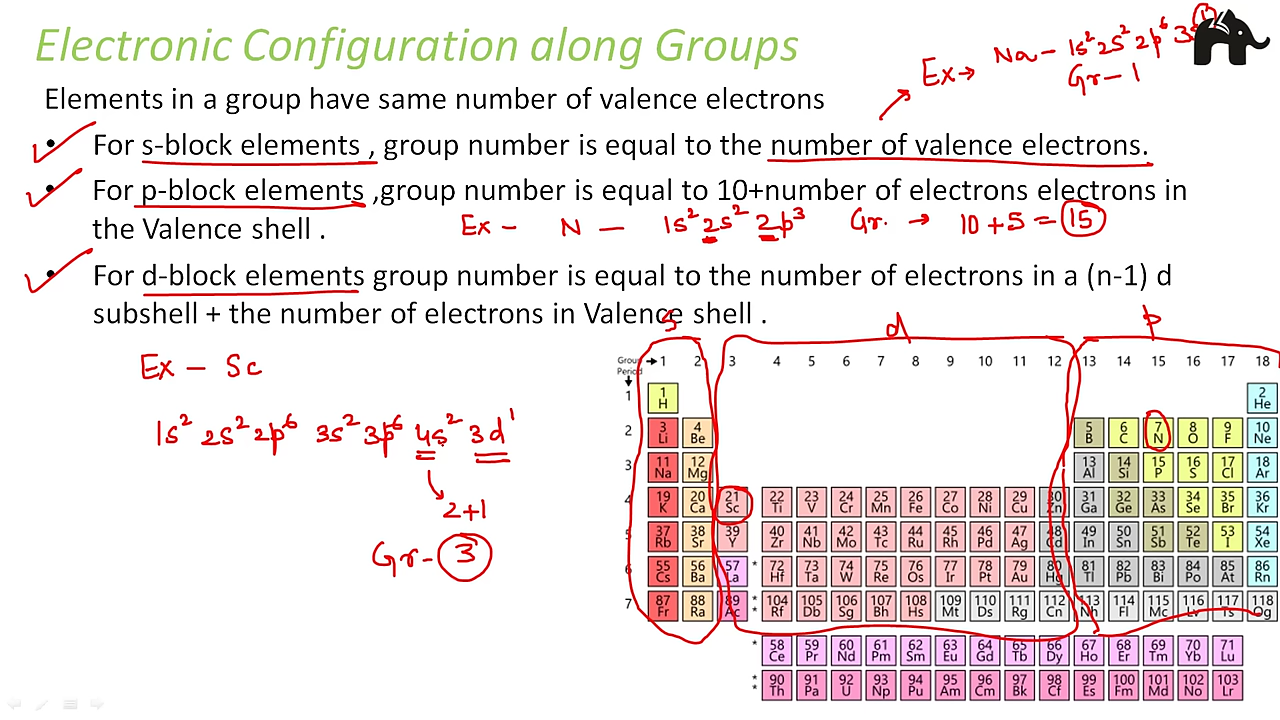 Electronic Configuration along Groups
Ex → Na – 1s² 2s² 2p⁶ 3s
Gr – 1
Elements in a group have same number of valence electrons
• For s-block elements , group number is equal to the number of valence electrons.
• For p-block elements ,group number is equal to 10+number of electrons electrons in
the Valence shell .
Ex – N – 1s² 2s² 2p³ Gr. → 10+5 = 15
• For d-block elements group number is equal to the number of electrons in a (n-1) d
subshell + the number of electrons in Valence shell .
Ex – Sc
1s² 2s² 2p⁶ 3s² 3p⁶ 4s² 3d¹
2+1
Gr – 3
s d p
Group → 1 2 3 4 5 6 7 8 9 10 11 12 13 14 15 16 17 18
Period
1 1 H 2 He
2 3 Li 4 Be 5 B 6 C 7 N 8 O 9 F 10 Ne
3 11 Na 12 Mg 13 Al 14 Si 15 P 16 S 17 Cl 18 Ar
4 19 K 20 Ca 21 Sc 22 Ti 23 V 24 Cr 25 Mn 26 Fe 27 Co 28 Ni 29 Cu 30 Zn 31 Ga 32 Ge 33 As 34 Se 35 Br 36 Kr
5 37 Rb 38 Sr 39 Y 40 Zr 41 Nb 42 Mo 43 Tc 44 Ru 45 Rh 46 Pd 47 Ag 48 Cd 49 In 50 Sn 51 Sb 52 Te 53 I 54 Xe
6 55 Cs 56 Ba 57 La * 72 Hf 73 Ta 74 W 75 Re 76 Os 77 Ir 78 Pt 79 Au 80 Hg 81 Tl 82 Pb 83 Bi 84 Po 85 At 86 Rn
7 87 Fr 88 Ra 89 Ac * * 104 Rf 105 Db 106 Sg 107 Bh 108 Hs 109 Mt 110 Ds 111 Rg 112 Cn 113 Nh 114 Fl 115 Mc 116 Lv 117 Ts 118 Og
* 58 Ce 59 Pr 60 Nd 61 Pm 62 Sm 63 Eu 64 Gd 65 Tb 66 Dy 67 Ho 68 Er 69 Tm 70 Yb 71 Lu
* * 90 Th 91 Pa 92 U 93 Np 94 Pu 95 Am 96 Cm 97 Bk 98 Cf 99 Es 100 Fm 101 Md 102 No 103 Lr